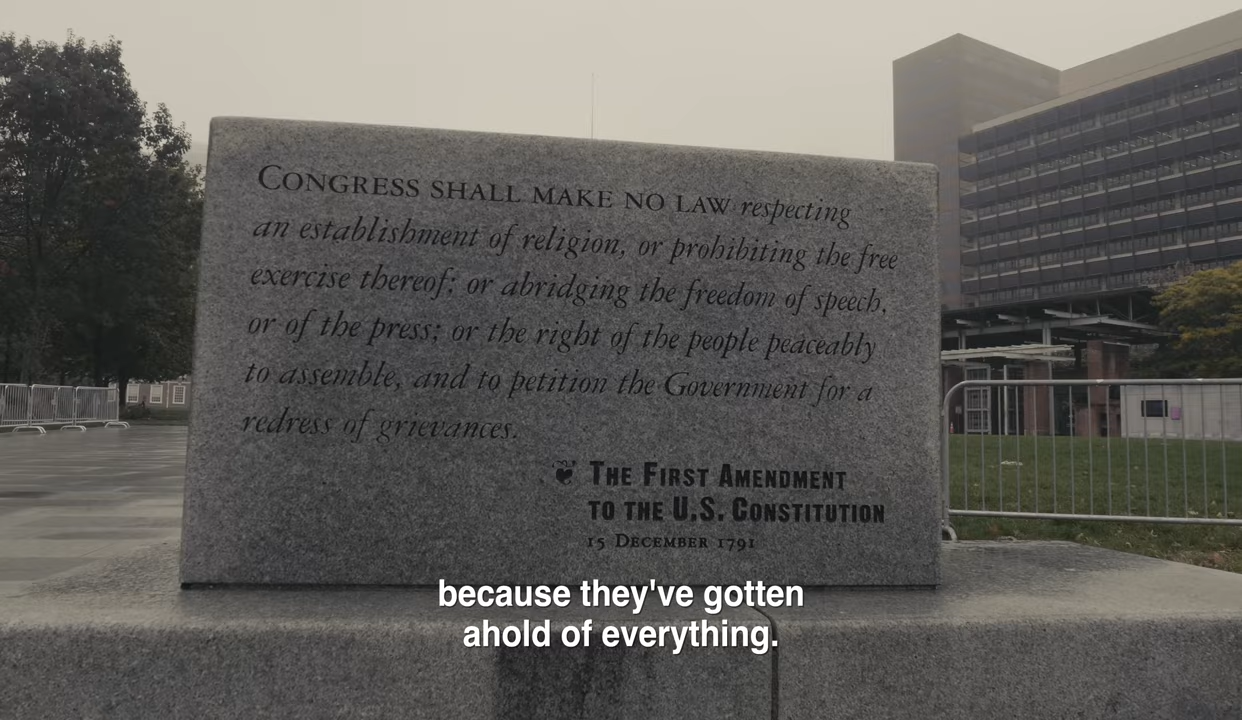 CONGRESS SHALL MAKE NO LAW respecting
an establishment of religion, or prohibiting the free
exercise thereof; or abridging the freedom of speech,
or of the press; or the right of the people peaceably
to assemble, and to petition the Government for a
redress of grievances.
THE FIRST AMENDMENT
TO THE U.S. CONSTITUTION
15 DECEMBER 1791
because they've gotten
ahold of everything.